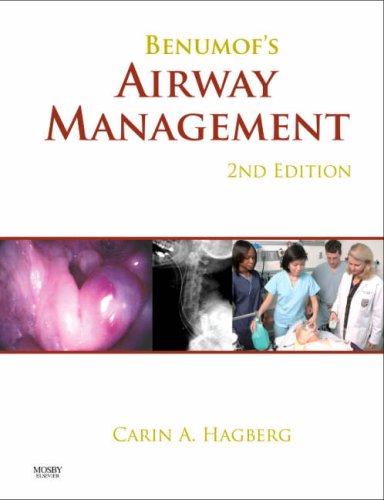 BENUMOF'S
AIRWAY
MANAGEMENT
2ND EDITION
CARIN A. HAGBERG
MOSBY
ELSEVIER